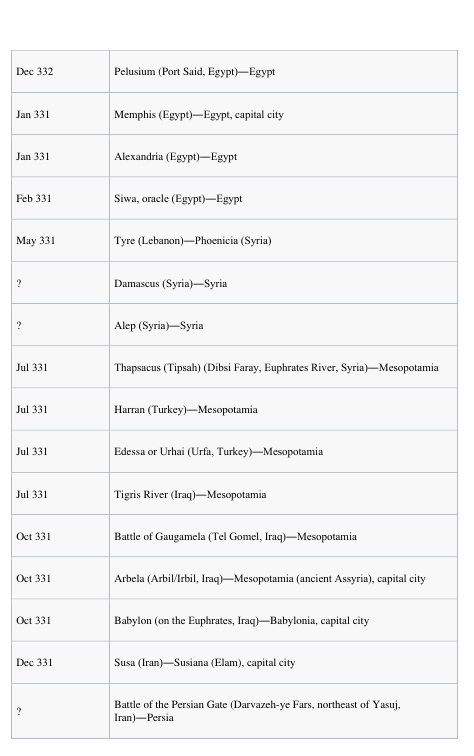 Dec 332 Pelusium (Port Said, Egypt)—Egypt
Jan 331 Memphis (Egypt)—Egypt, capital city
Jan 331 Alexandria (Egypt)—Egypt
Feb 331 Siwa, oracle (Egypt)—Egypt
May 331 Tyre (Lebanon)—Phoenicia (Syria)
? Damascus (Syria)—Syria
? Alep (Syria)—Syria
Jul 331 Thapsacus (Tipsah) (Dibsi Faray, Euphrates River, Syria)—Mesopotamia
Jul 331 Harran (Turkey)—Mesopotamia
Jul 331 Edessa or Urhai (Urfa, Turkey)—Mesopotamia
Jul 331 Tigris River (Iraq)—Mesopotamia
Oct 331 Battle of Gaugamela (Tel Gomel, Iraq)—Mesopotamia
Oct 331 Arbela (Arbil/Irbil, Iraq)—Mesopotamia (ancient Assyria), capital city
Oct 331 Babylon (on the Euphrates, Iraq)—Babylonia, capital city
Dec 331 Susa (Iran)—Susiana (Elam), capital city
? Battle of the Persian Gate (Darvazeh-ye Fars, northeast of Yasuj,
Iran)—Persia